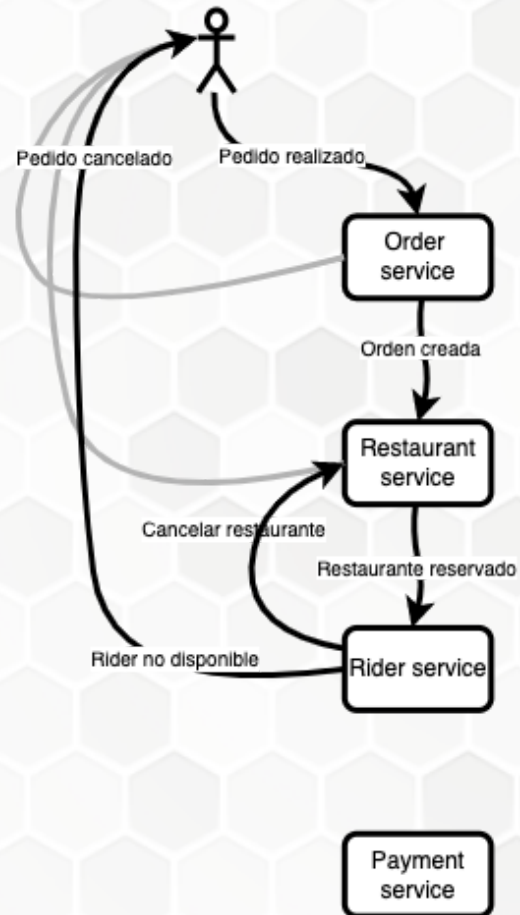 Pedido cancelado
Pedido realizado
Order
service
Orden creada
Restaurant
service
Cancelar restaurante
Restaurante reservado
Rider no disponible
Rider service
Payment
service